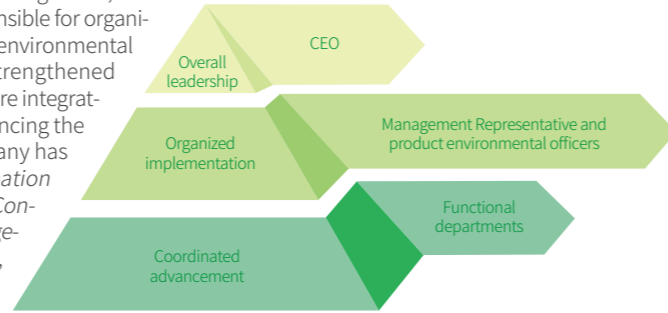 nsible for organi-
environmental
trengthened
re integrat-
ncing the
any has
ation
Con-
ge-
Overall
leadership
CEO
Organized
implementation
Management Representative and
product environmental officers
Coordinated
advancement
Functional
departments